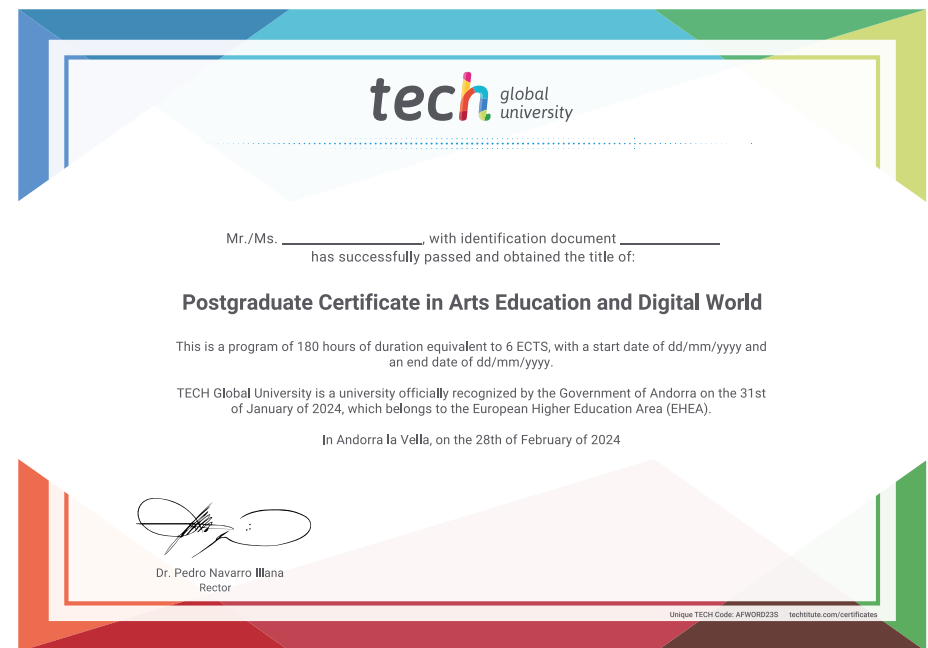 tech global university
Mr./Ms. ____________, with identification document ____________
has successfully passed and obtained the title of:
Postgraduate Certificate in Arts Education and Digital World
This is a program of 180 hours of duration equivalent to 6 ECTS, with a start date of dd/mm/yyyy and
an end date of dd/mm/yyyy.
TECH Global University is a university officially recognized by the Government of Andorra on the 31st
of January of 2024, which belongs to the European Higher Education Area (EHEA).
In Andorra la Vella, on the 28th of February of 2024
Dr. Pedro Navarro Illana
Rector
Unique TECH Code: AFWORD23S techtitute.com/certificates